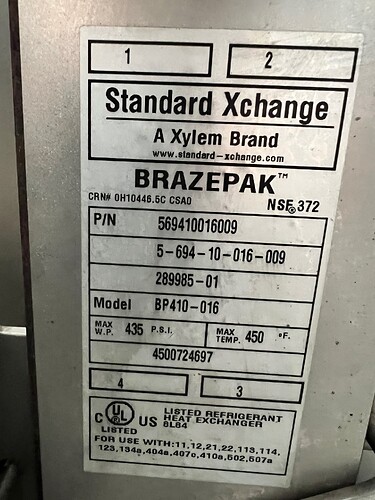 1 2
Standard Xchange
A Xylem Brand
www.standard-xchange.com
BRAZEPAK™
CRN# 0H10446.5C CSA0 NSF® 372
P/N 569410016009
5-694-10-016-009
289985-01
Model BP410-016
MAX W.P. 435 P.S.I. MAX TEMP. 450 °F.
4500724697
4 3
C UL US LISTED REFRIGERANT
HEAT EXCHANGER
LISTED 8L64
FOR USE WITH:11,12,21,22,113,114,
123,134a,404a,407c,410a,502,507a